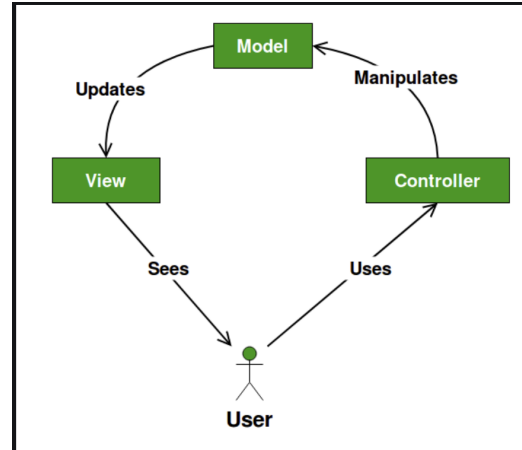 Model
Updates
Manipulates
View
Controller
Sees
Uses
User